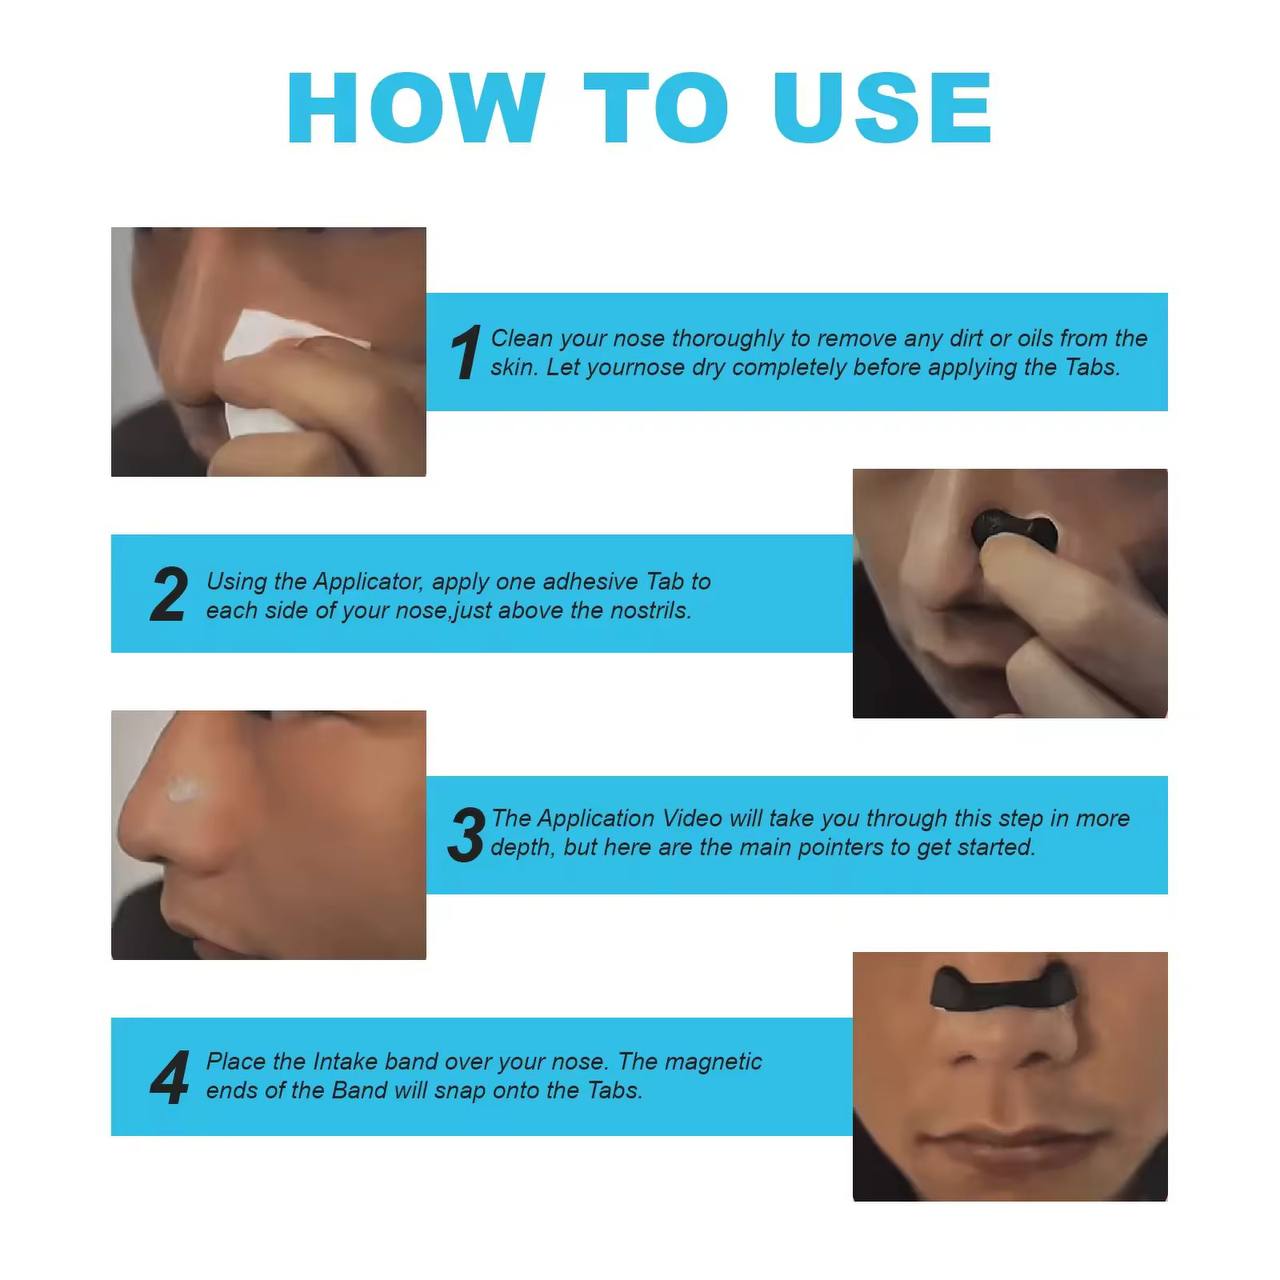 HOW TO USE
1
Clean your nose thoroughly to remove any dirt or oils from the
skin. Let yournose dry completely before applying the Tabs.
2
Using the Applicator, apply one adhesive Tab to
each side of your nose,just above the nostrils.
3
The Application Video will take you through this step in more
depth, but here are the main pointers to get started.
4
Place the Intake band over your nose. The magnetic
ends of the Band will snap onto the Tabs.